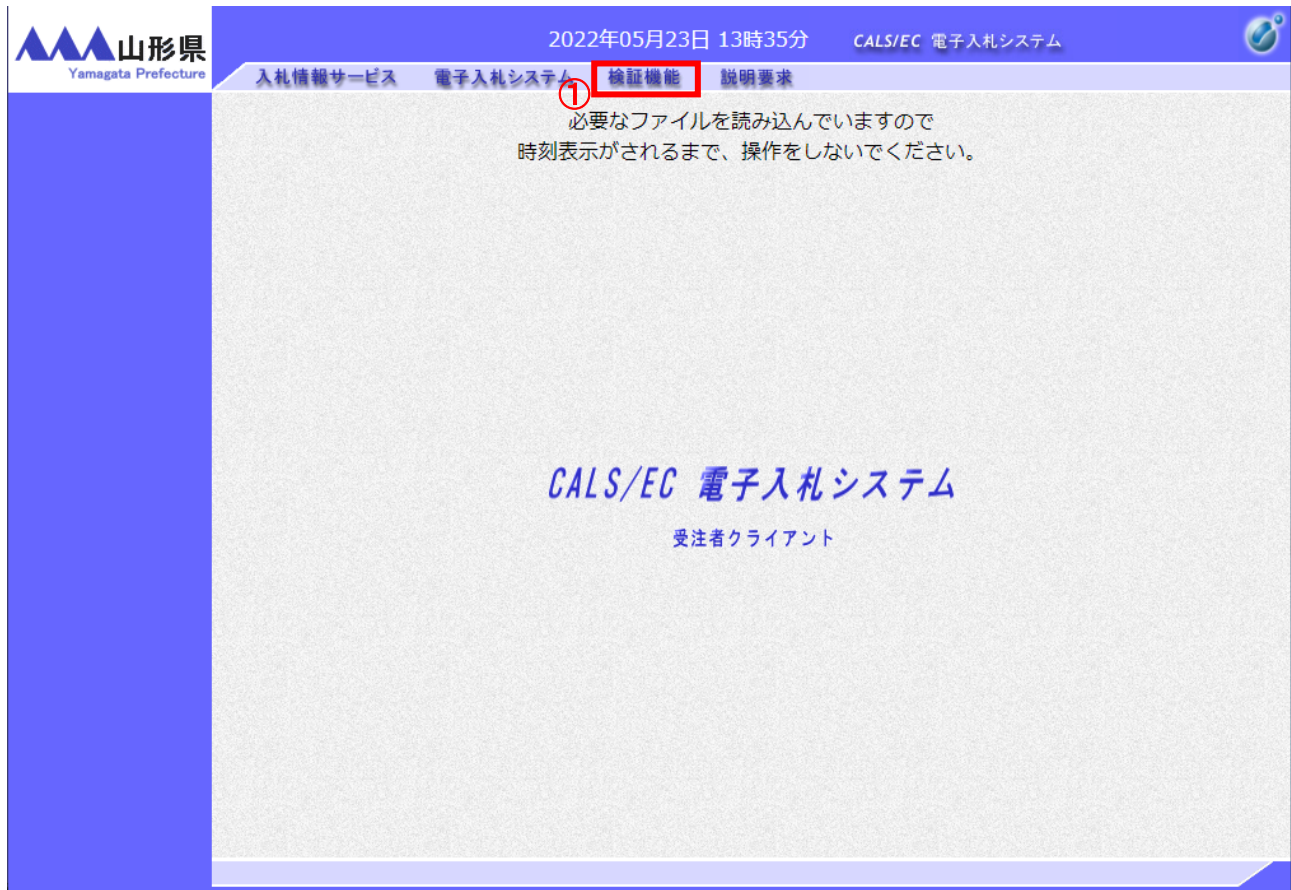 山形県
Yamagata Prefecture
2022年05月23日 13時35分
CALS/EC 電子入札システム
入札情報サービス
電子入札システム
検証機能
説明要求
①
必要なファイルを読み込んでいますので
時刻表示がされるまで、操作をしないでください。
CALS/EC 電子入札システム
受注者クライアント